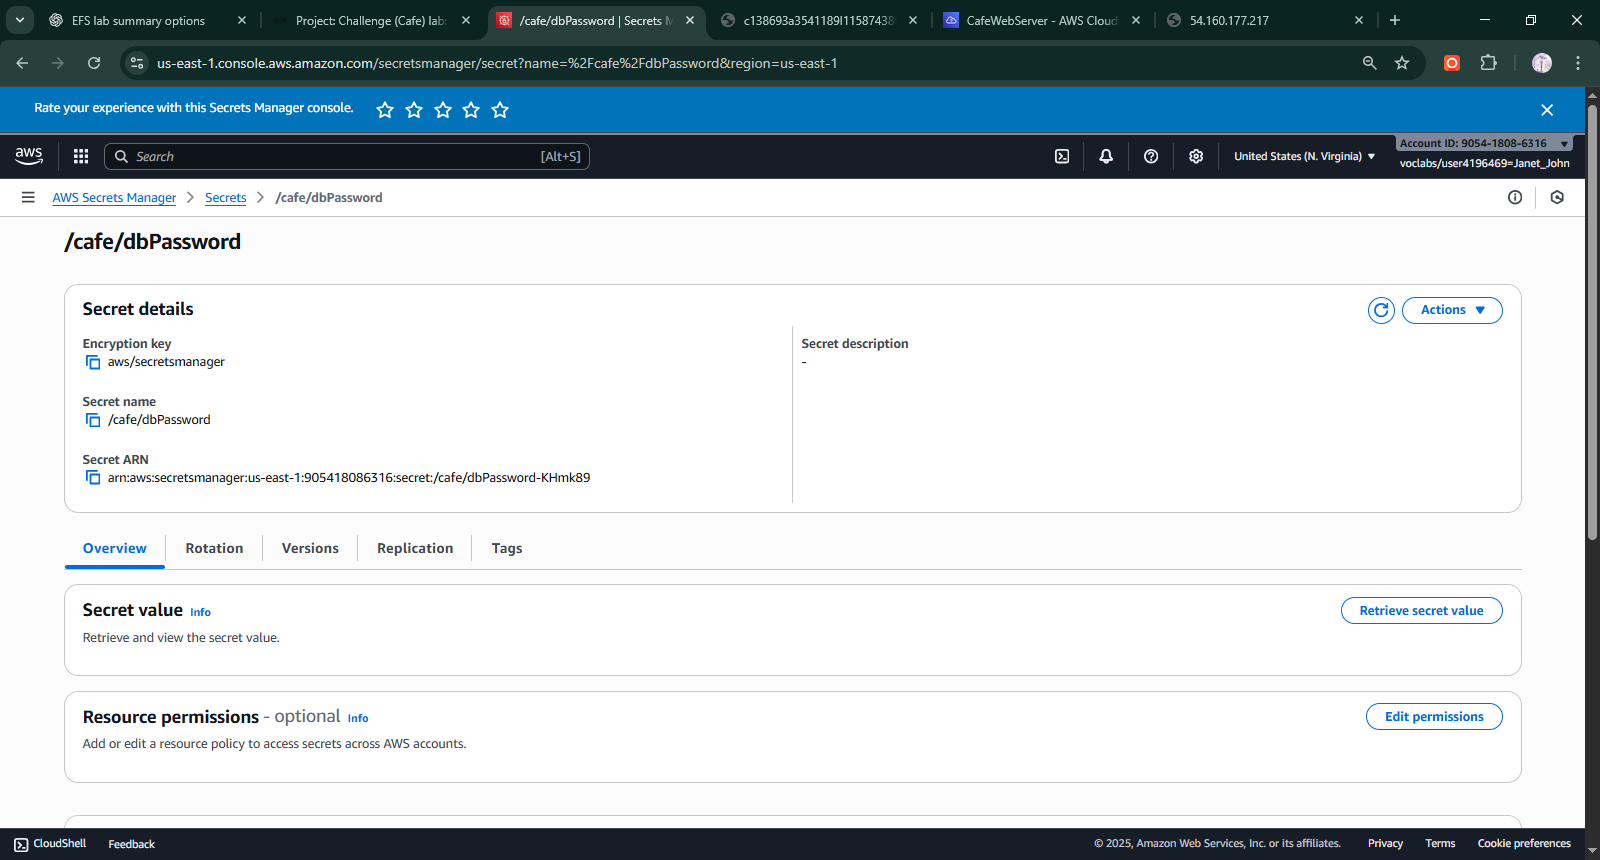 EFS lab summary options
Project: Challenge (Cafe) lab
/cafe/dbPassword | Secrets M
c138693a3541189l1158743
CafeWebServer - AWS Cloud
54.160.177.217
us-east-1.console.aws.amazon.com/secretsmanager/secret?name=%2Fcafe%2FdbPassword&region=us-east-1
Rate your experience with this Secrets Manager console.
aws
Search
[Alt+S]
United States (N. Virginia)
Account ID: 9054-1808-6316
voclabs/user4196469=Janet_John
AWS Secrets Manager > Secrets > /cafe/dbPassword
/cafe/dbPassword
Secret details
Actions
Encryption key
aws/secretsmanager
Secret name
/cafe/dbPassword
Secret ARN
arn:aws:secretsmanager:us-east-1:905418086316:secret:/cafe/dbPassword-KHmk89
Secret description
-
Overview
Rotation
Versions
Replication
Tags
Secret value Info
Retrieve secret value
Retrieve and view the secret value.
Resource permissions - optional Info
Edit permissions
Add or edit a resource policy to access secrets across AWS accounts.
CloudShell
Feedback
© 2025, Amazon Web Services, Inc. or its affiliates.
Privacy
Terms
Cookie preferences